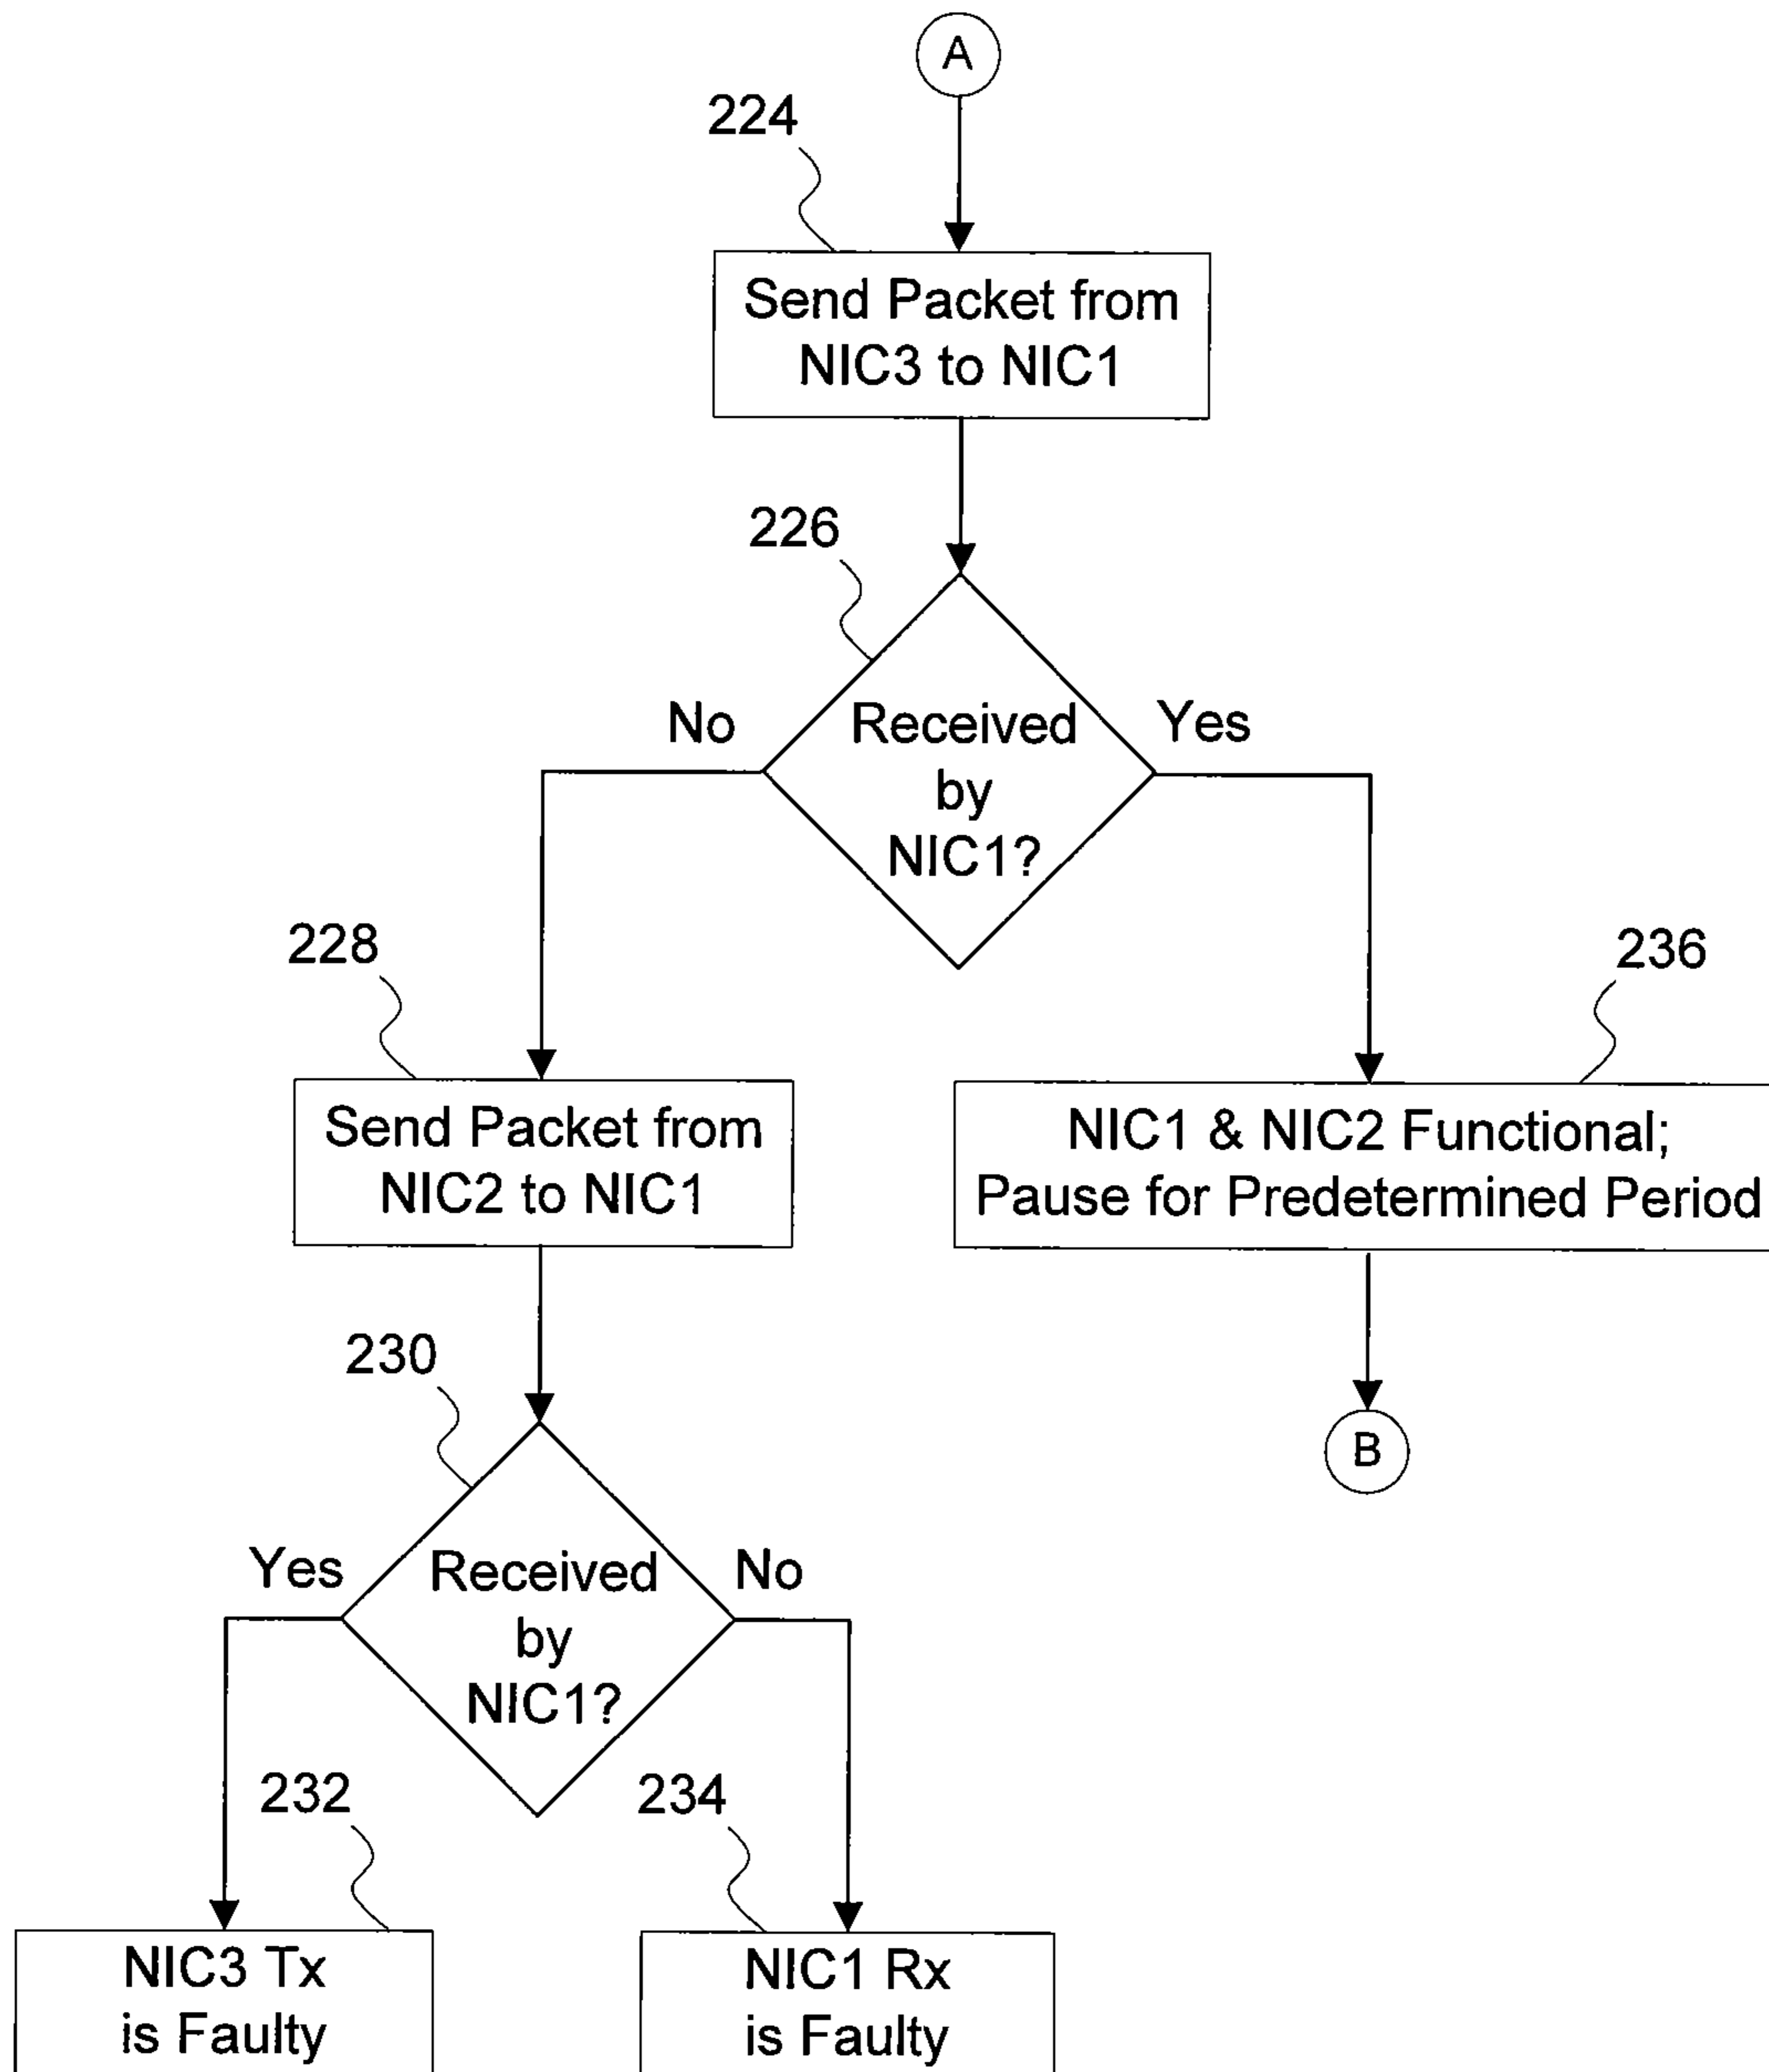 A
224
Send Packet from
NIC3 to NIC1
226
No
Received
by
NIC1?
Yes
228
236
Send Packet from
NIC2 to NIC1
NIC1 & NIC2 Functional;
Pause for Predetermined Period
230
B
Yes
Received
by
NIC1?
No
232
234
NIC3 Tx
is Faulty
NIC1 Rx
is Faulty